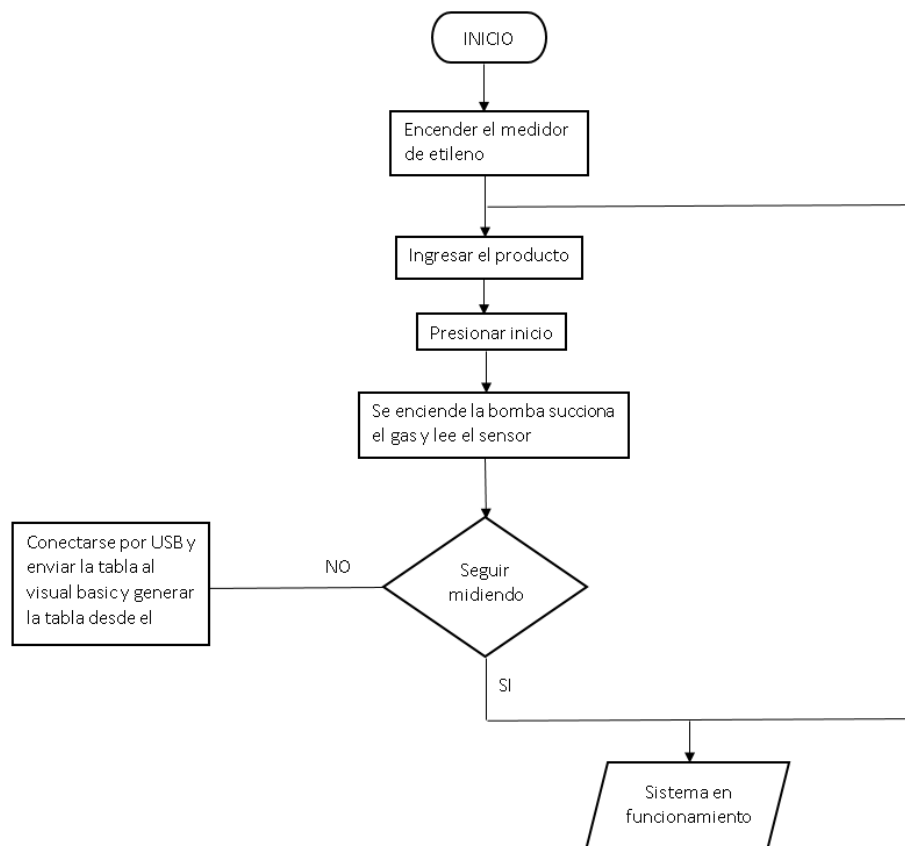 INICIO
Encender el medidor
de etileno
Ingresar el producto
Presionar inicio
Se enciende la bomba succiona
el gas y lee el sensor
Conectarse por USB y
enviar la tabla al
visual basic y generar
la tabla desde el
NO
Seguir
midiendo
SI
Sistema en
funcionamiento